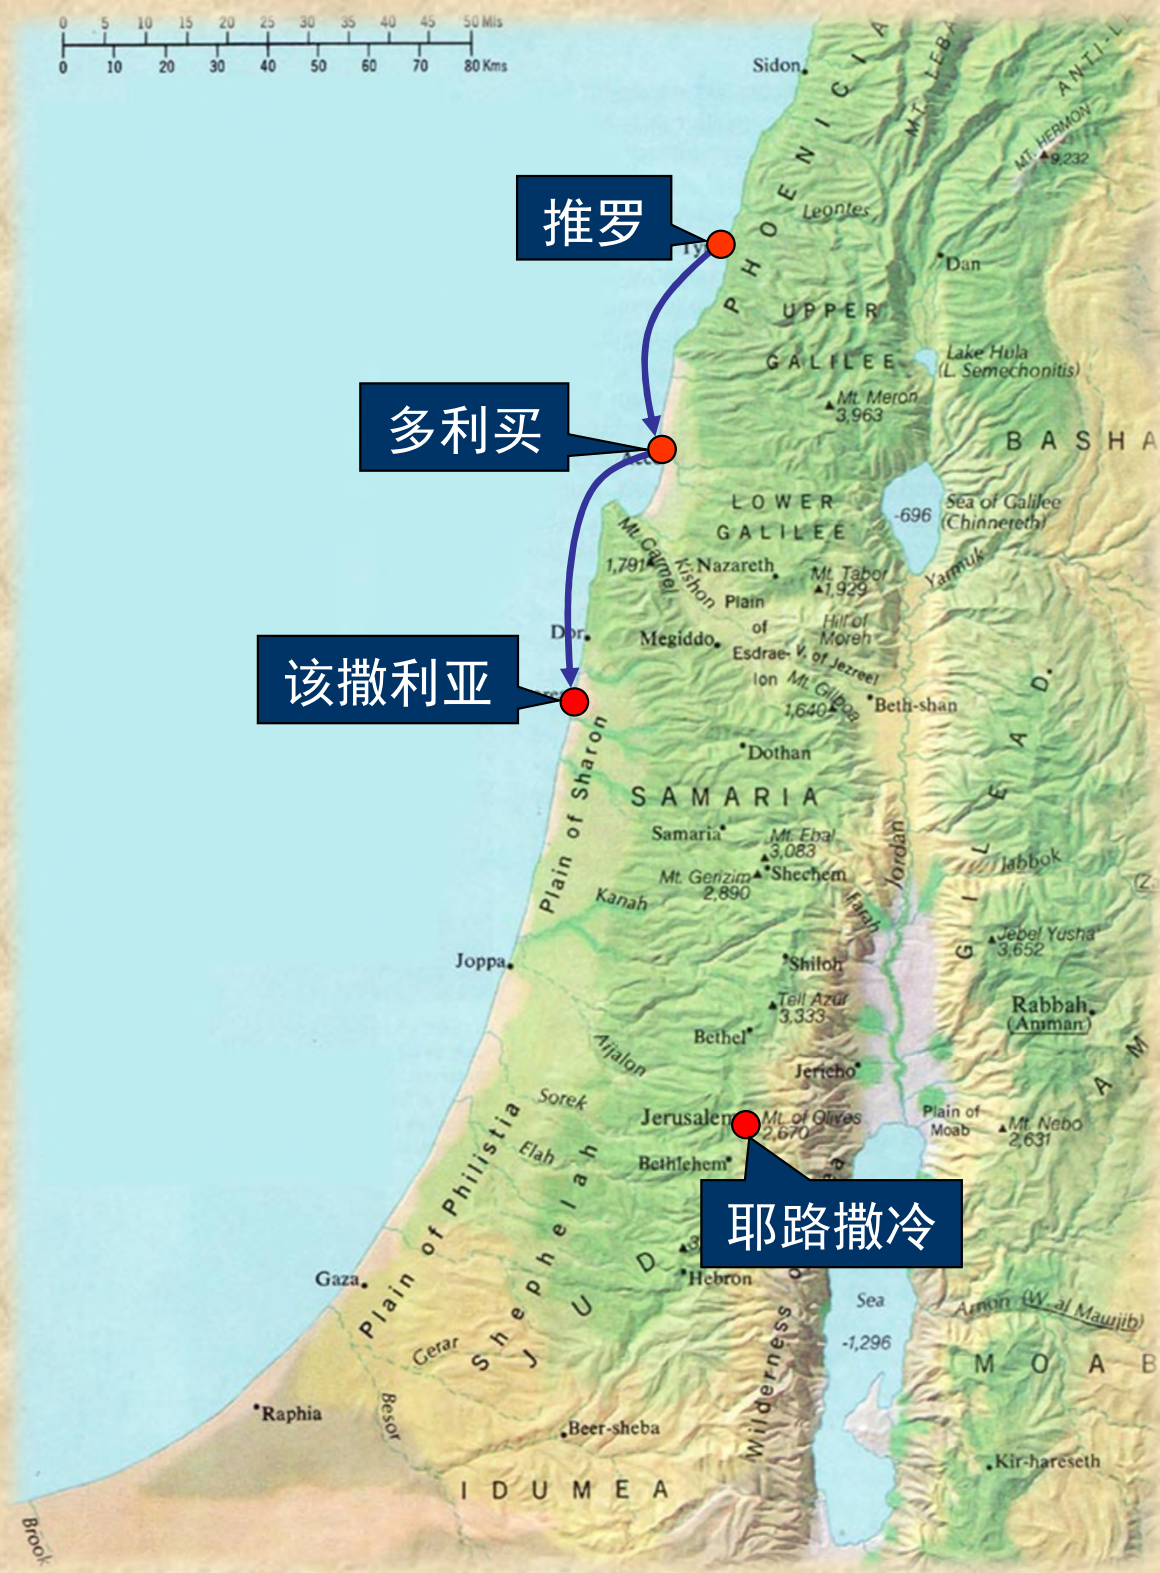 0 5 10 15 20 25 30 35 40 45 50 Mls
0 10 20 30 40 50 60 70 80 Kms
Sidon
PHOENICIA
MT. LEBA
ANTI-L
MT. HERMON
9,232
推罗
Leontes
Ty
Dan
UPPER
GALILEE
Lake Hula
(L. Semechonitis)
Mt. Meron
3,963
多利买
BASHA
LOWER
GALILEE
-696
Sea of Galilee
(Chinnereth)
Mt. Carmel
1,791
Kishon
Nazareth
Mt. Tabor
1,929
Yarmuk
Plain
of
Esdrae-
lon
Hill of
Moreh
Dor
Megiddo
V. of Jezreel
Mt. Gilboa
1,640
Beth-shan
该撒利亚
GILEAD
Dothan
Plain of Sharon
SAMARIA
Samaria
Mt. Ebal
3,083
Mt. Gerizim
2,890
Shechem
Jordan
Jabbok
(Z.
Kanah
Farah
Jebel Yusha'
3,652
Joppa
Shiloh
Tell Azur
3,333
Rabbah
(Amman)
Bethel
AM
Aijalon
Jericho
Sorek
Jerusalem
Mt. of Olives
2,670
Plain of
Moab
Mt. Nebo
2,631
Elah
Bethlehem
Plain of Philistia
Shephelah
耶路撒冷
JUD
3
Hebron
Gaza
Sea
-1,296
Arnon (W. al Maujib)
Gerar
Wilderness o
ea
MOAB
Besor
Raphia
Beer-sheba
Kir-hareseth
IDUMEA
Brook